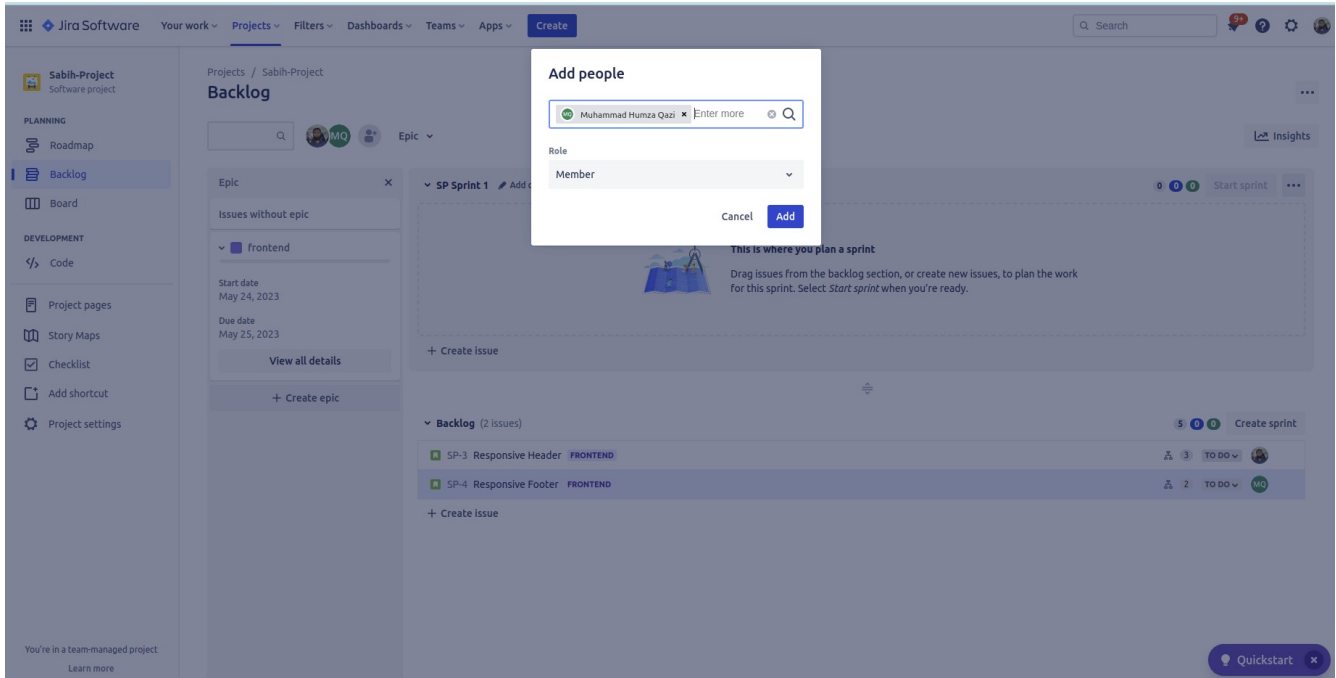 Jira Software Your work Projects Filters Dashboards Teams Apps Create Search 9+
Sabih-Project
Software project
PLANNING
Roadmap
Backlog
Board
DEVELOPMENT
Code
Project pages
Story Maps
Checklist
Add shortcut
Project settings
You're in a team-managed project
Learn more
Projects / Sabih-Project
Backlog
MQ Epic Insights
Add people
MQ Muhammad Humza Qazi × Enter more
Role
Member
Cancel Add
Epic ×
Issues without epic
frontend
Start date
May 24, 2023
Due date
May 25, 2023
View all details
+ Create epic
SP Sprint 1 Add 0 0 0 Start sprint
This is where you plan a sprint
Drag issues from the backlog section, or create new issues, to plan the work
for this sprint. Select Start sprint when you're ready.
+ Create issue
Backlog (2 issues) 5 0 0 Create sprint
SP-3 Responsive Header FRONTEND 3 TO DO
SP-4 Responsive Footer FRONTEND 2 TO DO MQ
+ Create issue
Quickstart ×